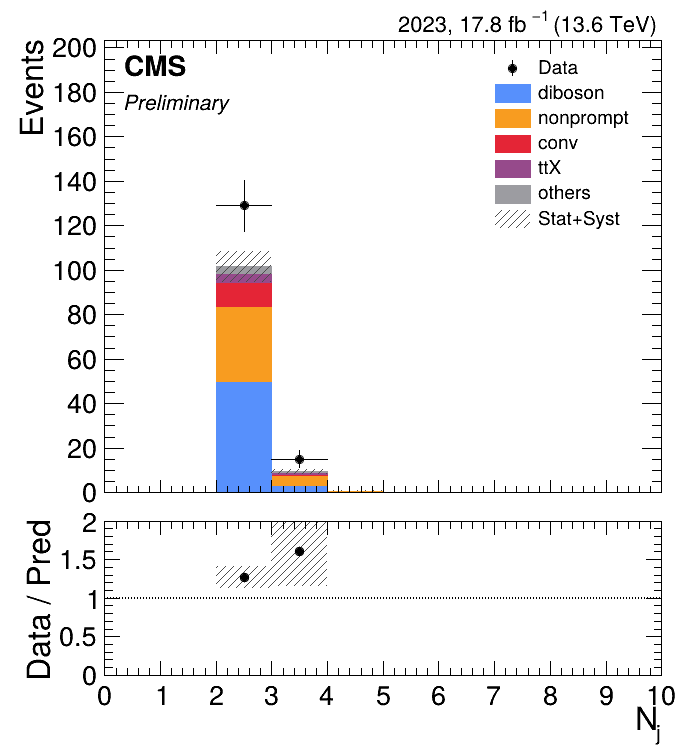 2023, 17.8 fb⁻¹ (13.6 TeV)
CMS
Preliminary
Events
200
180
160
140
120
100
80
60
40
20
0
Data
diboson
nonprompt
conv
ttX
others
Stat+Syst
Data / Pred
2
1.5
1
0.5
0
0 1 2 3 4 5 6 7 8 9 10
N_j